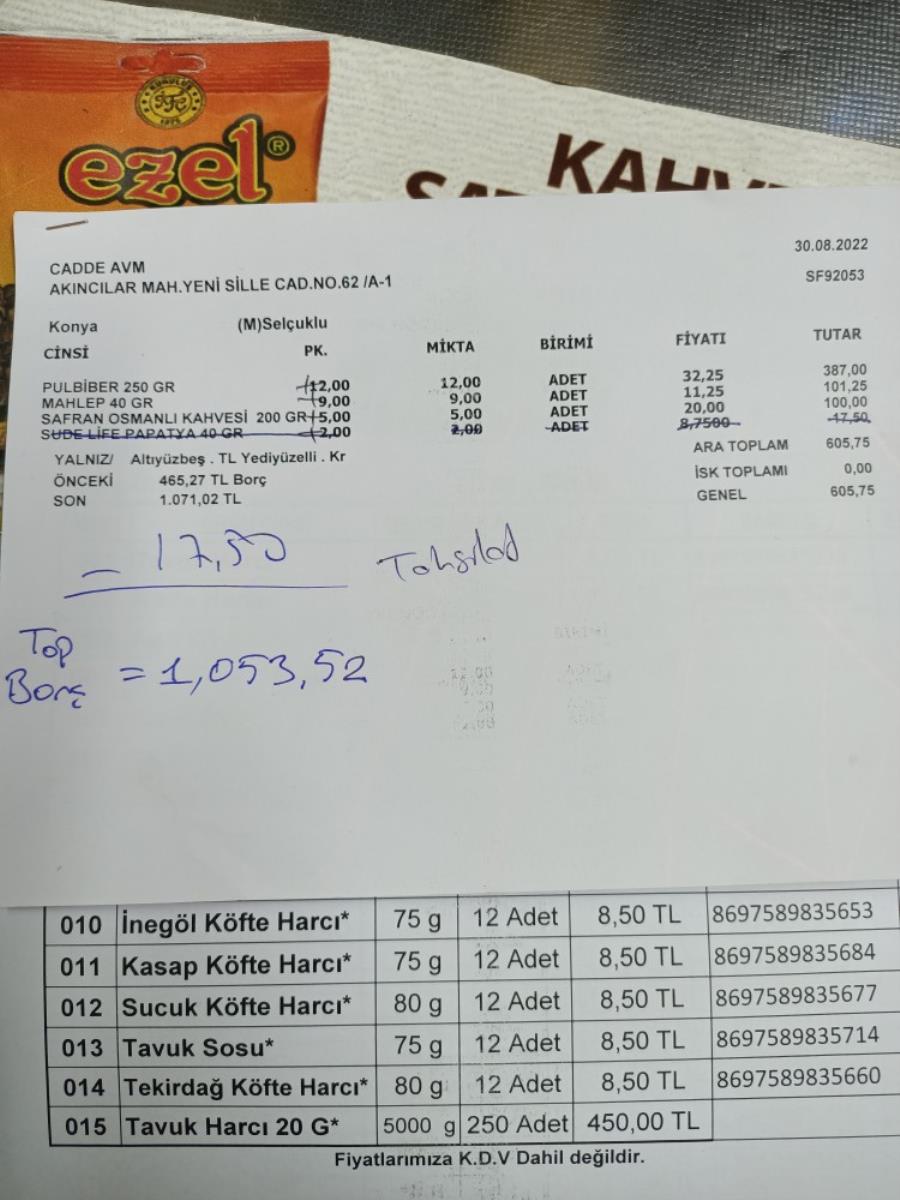 KURULUŞ
1975
ezel®
KAHV
CADDE AVM
30.08.2022
AKINCILAR MAH.YENİ SİLLE CAD.NO.62 /A-1
SF92053
Konya (M)Selçuklu
CİNSİ PK. MİKTA BİRİMİ FİYATI TUTAR
PULBİBER 250 GR 12,00 12,00 ADET 32,25 387,00
MAHLEP 40 GR 9,00 9,00 ADET 11,25 101,25
SAFRAN OSMANLI KAHVESİ 200 GR 5,00 5,00 ADET 20,00 100,00
SUDE LİFE PAPATYA 40 GR 2,00 2,00 ADET 8,7500 17,50
YALNIZ/ Altıyüzbeş . TL Yediyüzelli . Kr
ARA TOPLAM 605,75
ÖNCEKİ 465,27 TL Borç
İSK TOPLAMI 0,00
SON 1.071,02 TL
GENEL 605,75
- 17,50 Tahsilat
Top
Borç = 1,053,52
010 İnegöl Köfte Harcı* 75 g 12 Adet 8,50 TL 8697589835653
011 Kasap Köfte Harcı* 75 g 12 Adet 8,50 TL 8697589835684
012 Sucuk Köfte Harcı* 80 g 12 Adet 8,50 TL 8697589835677
013 Tavuk Sosu* 75 g 12 Adet 8,50 TL 8697589835714
014 Tekirdağ Köfte Harcı* 80 g 12 Adet 8,50 TL 8697589835660
015 Tavuk Harcı 20 G* 5000 g 250 Adet 450,00 TL
Fiyatlarımıza K.D.V Dahil değildir.